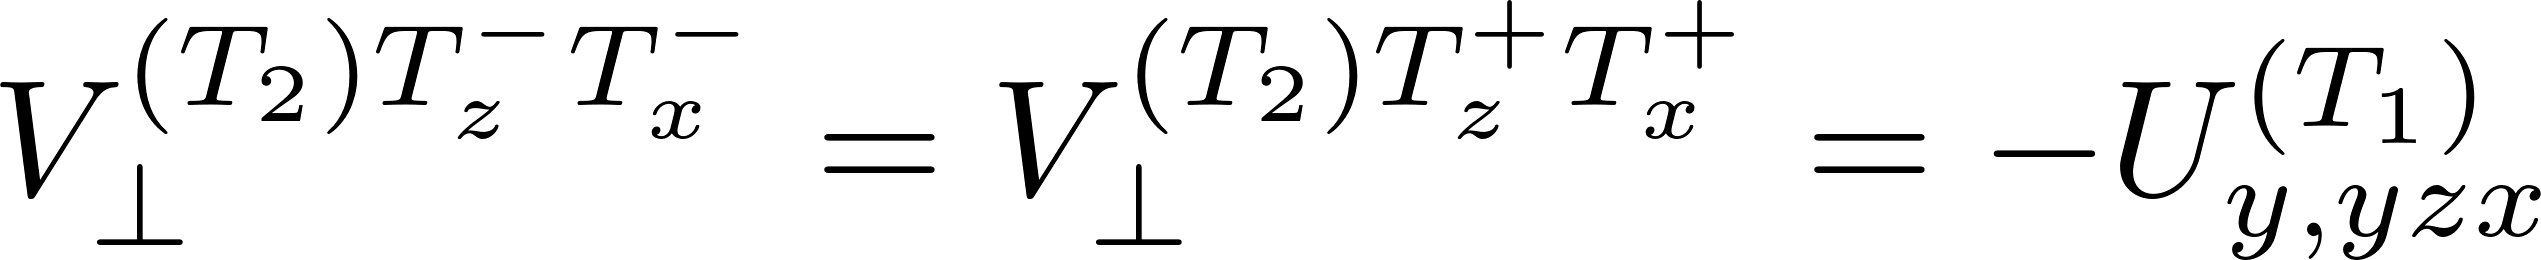 V_{\perp}^{(T_2)T_z^-T_x^-} = V_{\perp}^{(T_2)T_z^+T_x^+} = -U_{y,yzx}^{(T_1)}